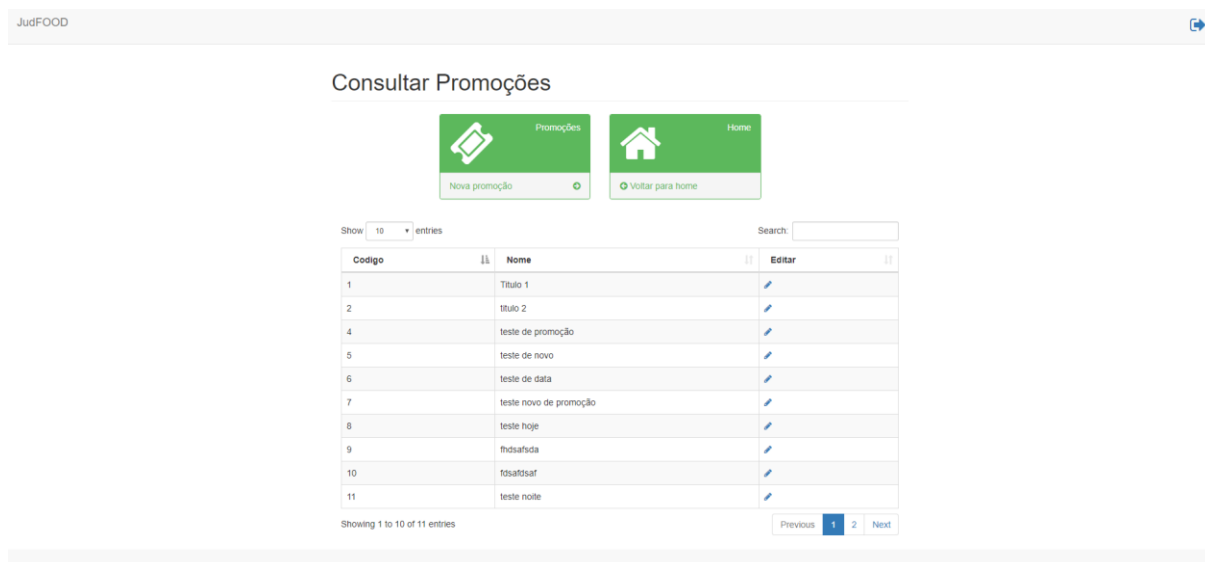 JudFOOD
Consultar Promoções
Promoções
Home
Nova promoção
Voltar para home
Show 10 entries
Search:
Codigo Nome Editar
1 Titulo 1
2 titulo 2
4 teste de promoção
5 teste de novo
6 teste de data
7 teste novo de promoção
8 teste hoje
9 fhdsafsda
10 fdsafdsaf
11 teste noite
Showing 1 to 10 of 11 entries
Previous 1 2 Next